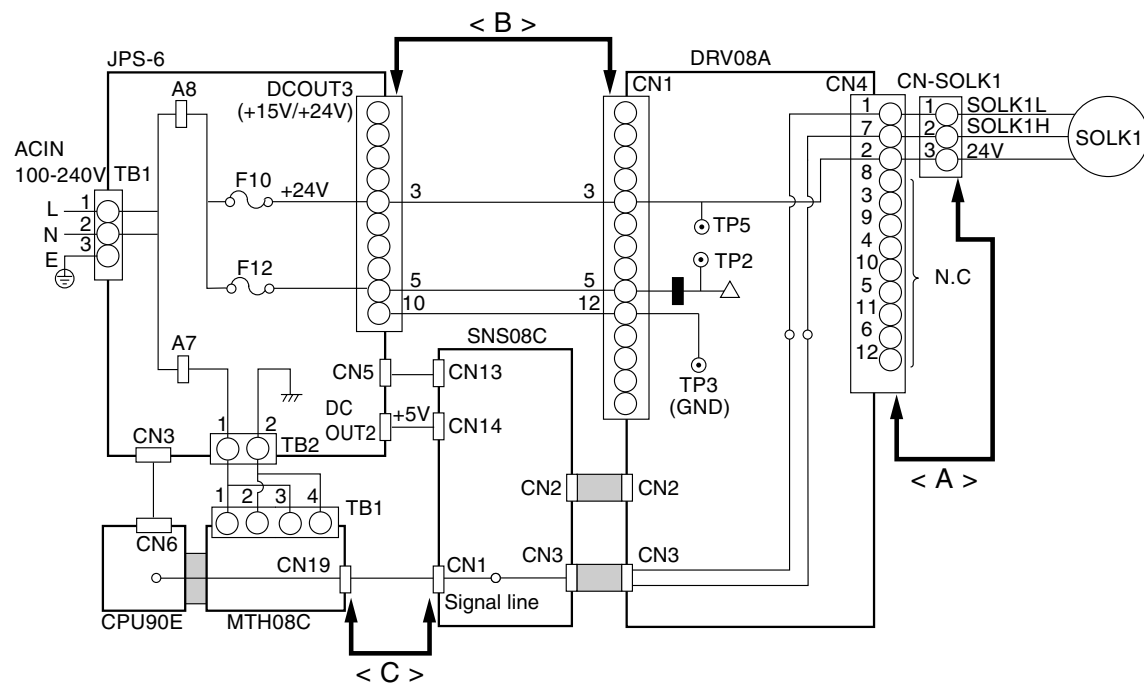 < B >
JPS-6
DRV08A
A8
DCOUT3
(+15V/+24V)
CN1
CN4
CN-SOLK1
1
7
2
8
3
9
4
10
5
11
6
12
1
2
3
SOLK1L
SOLK1H
24V
SOLK1
ACIN
100-240V
TB1
L
N
E
1
2
3
F10
+24V
3
3
TP5
F12
TP2
5
5
10
12
N.C
A7
SNS08C
TP3
(GND)
CN5
CN13
DC
OUT2
+5V
CN14
CN3
1
2
TB2
< A >
1
2
3
4
TB1
CN2
CN2
CN6
CN19
CN1
CN3
CN3
Signal line
CPU90E
MTH08C
< C >